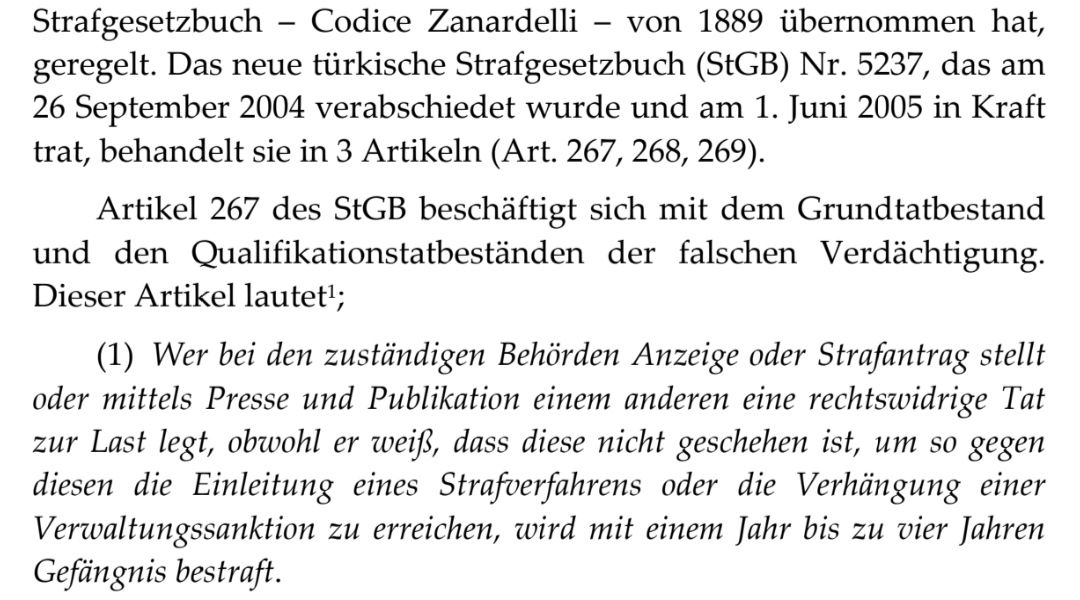 Strafgesetzbuch – Codice Zanardelli – von 1889 übernommen hat,
geregelt. Das neue türkische Strafgesetzbuch (StGB) Nr. 5237, das am
26 September 2004 verabschiedet wurde und am 1. Juni 2005 in Kraft
trat, behandelt sie in 3 Artikeln (Art. 267, 268, 269).
Artikel 267 des StGB beschäftigt sich mit dem Grundtatbestand
und den Qualifikationstatbeständen der falschen Verdächtigung.
Dieser Artikel lautet¹;
(1) Wer bei den zuständigen Behörden Anzeige oder Strafantrag stellt
oder mittels Presse und Publikation einem anderen eine rechtswidrige Tat
zur Last legt, obwohl er weiß, dass diese nicht geschehen ist, um so gegen
diesen die Einleitung eines Strafverfahrens oder die Verhängung einer
Verwaltungssanktion zu erreichen, wird mit einem Jahr bis zu vier Jahren
Gefängnis bestraft.